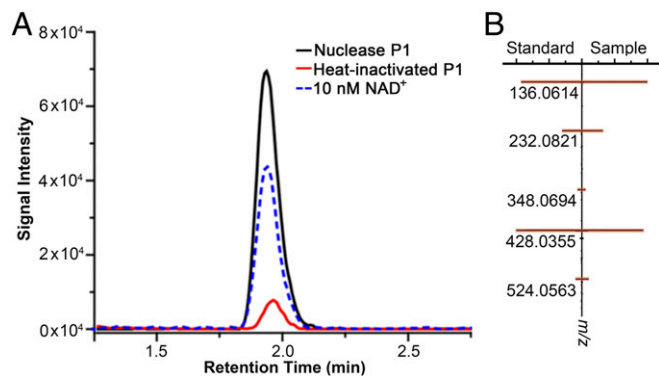 A
Nuclease P1
Heat-inactivated P1
10 nM NAD⁺
Signal Intensity
8x10⁴
6x10⁴
4x10⁴
2x10⁴
0x10⁴
1.5
2.0
2.5
Retention Time (min)
B
Standard Sample
136.0614
232.0821
348.0694
428.0355
524.0563
m/z